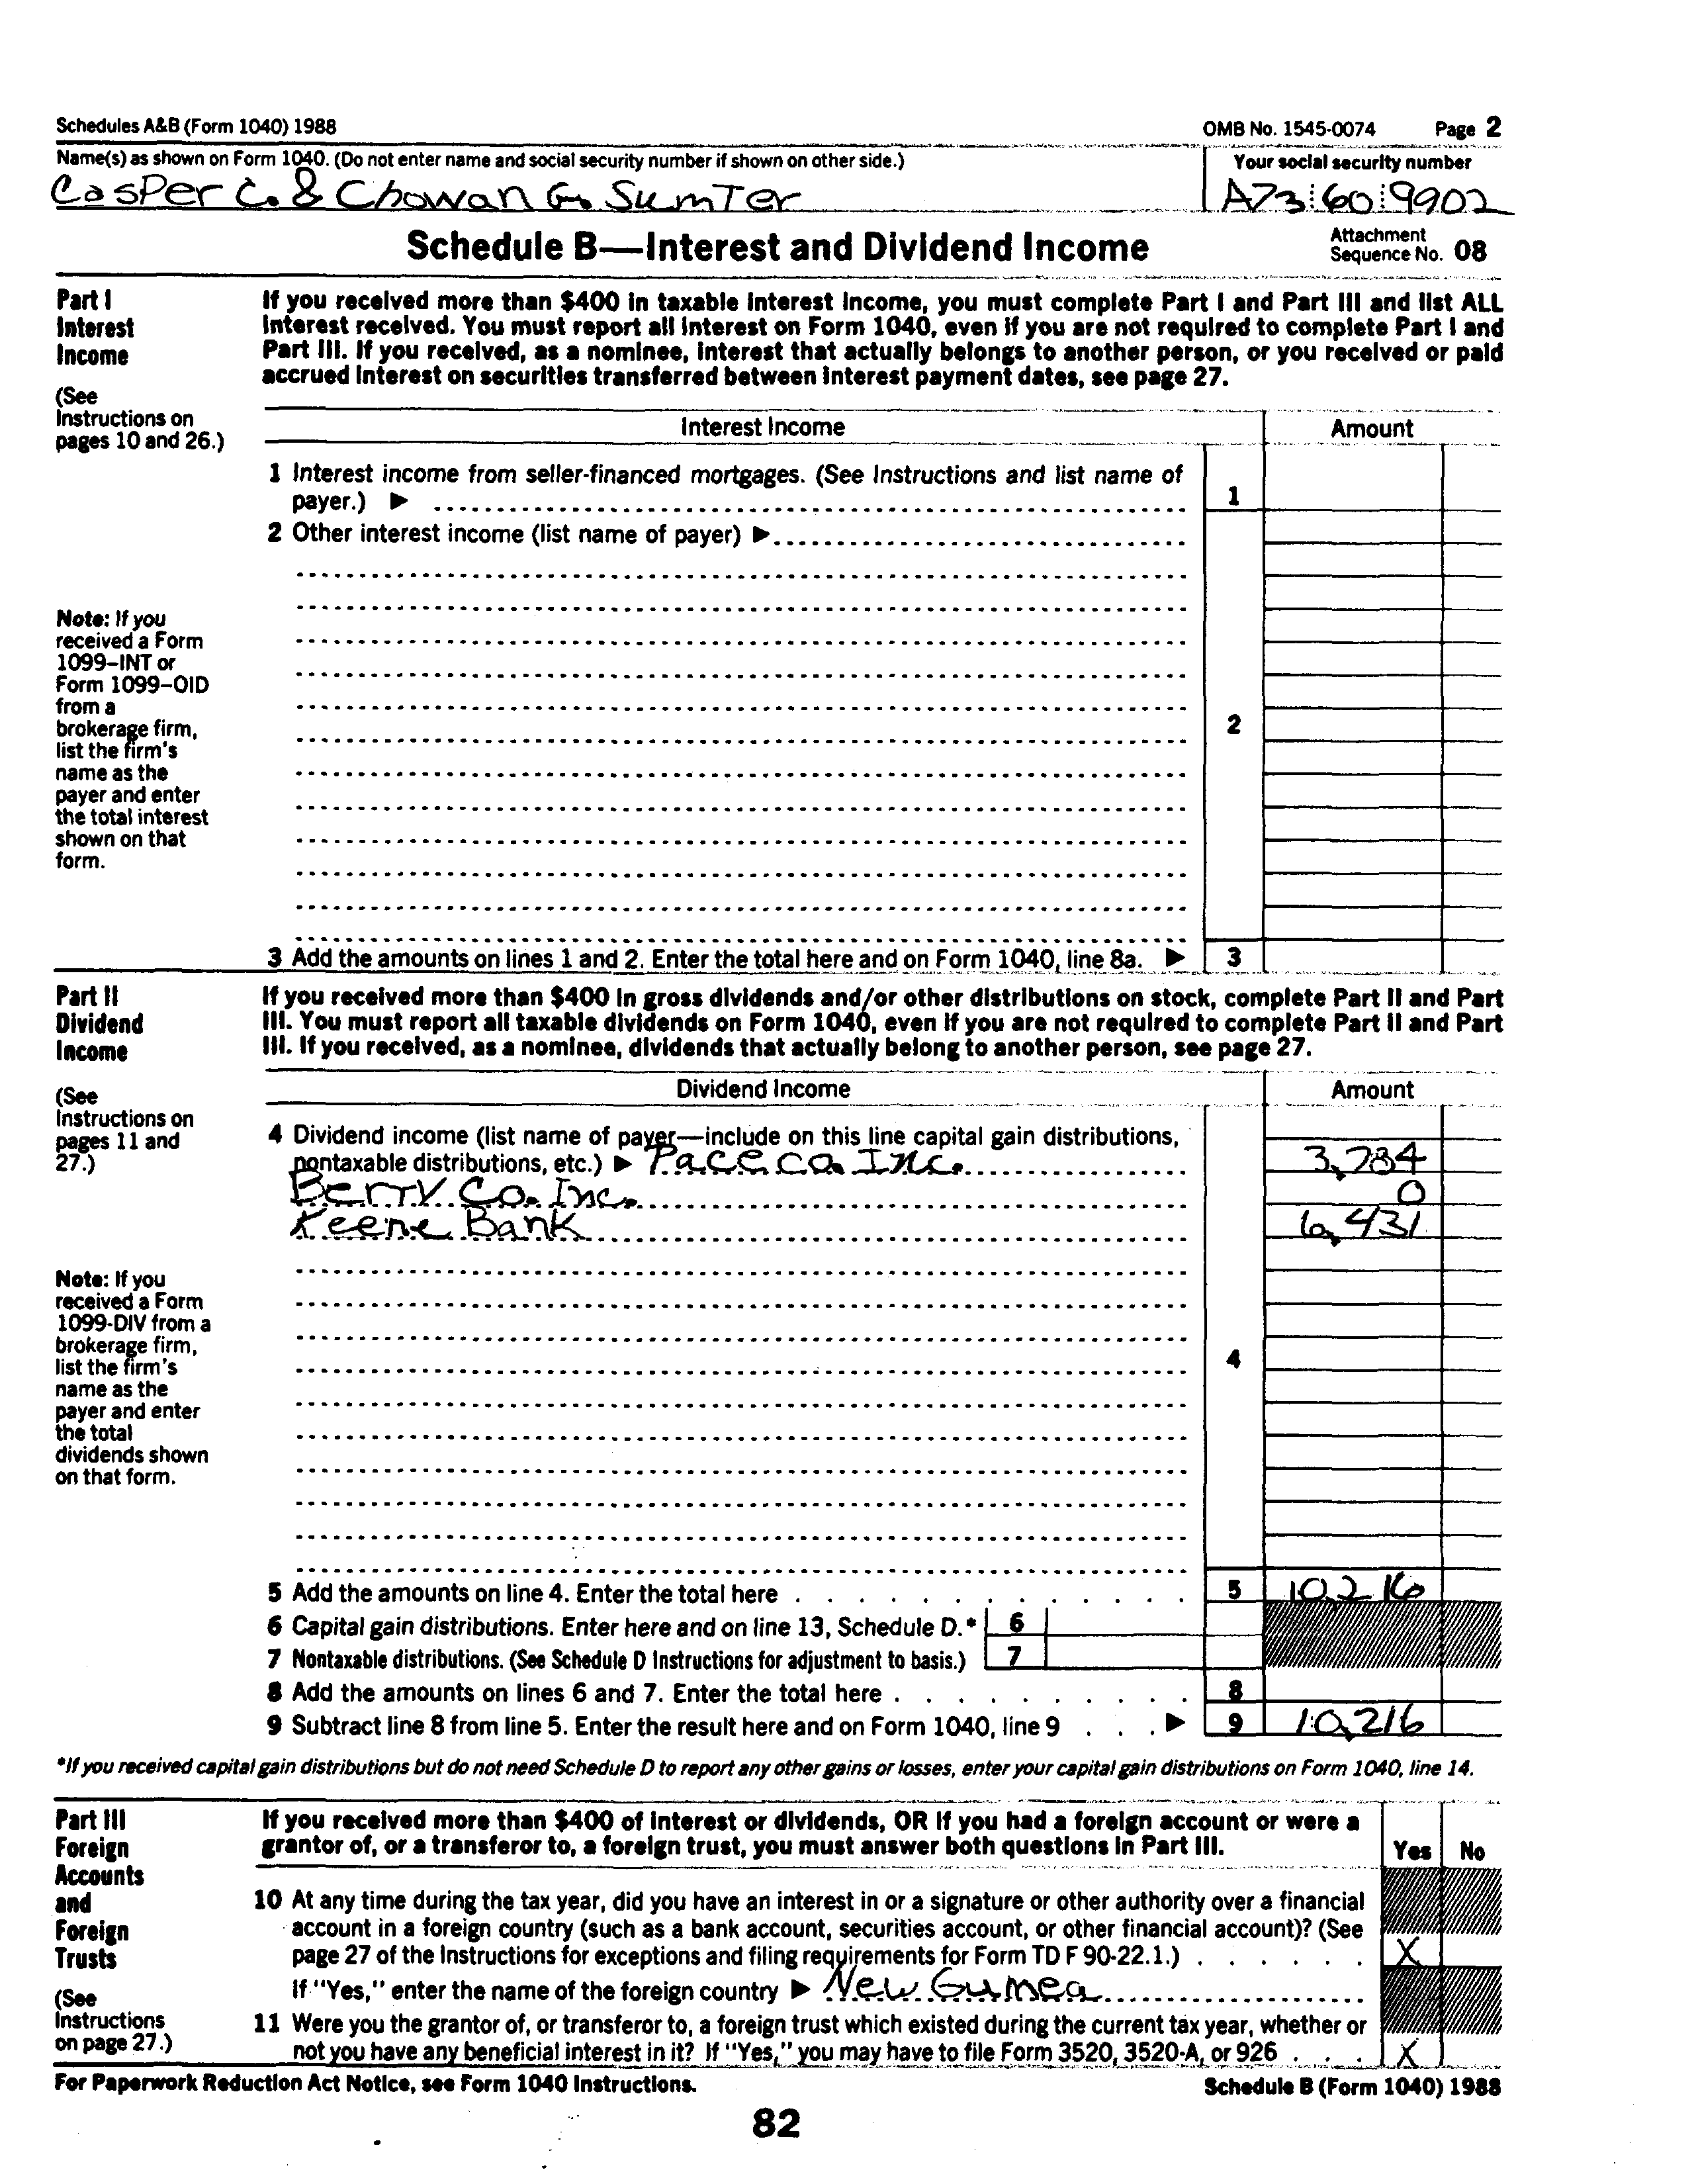 Schedules A&B (Form 1040) 1988 OMB No. 1545-0074 Page 2
Name(s) as shown on Form 1040. (Do not enter name and social security number if shown on other side.) Your social security number
Casper C. & Chowan G. Sumter A73 60 9902
Schedule B—Interest and Dividend Income Attachment Sequence No. 08
Part I
Interest
Income
(See
Instructions on
pages 10 and 26.)
If you received more than $400 in taxable interest income, you must complete Part I and Part III and list ALL
interest received. You must report all interest on Form 1040, even if you are not required to complete Part I and
Part III. If you received, as a nominee, interest that actually belongs to another person, or you received or paid
accrued interest on securities transferred between interest payment dates, see page 27.
Interest Income Amount
1 Interest income from seller-financed mortgages. (See Instructions and list name of
payer.) ▶ 1
2 Other interest income (list name of payer) ▶
2
Note: If you
received a Form
1099–INT or
Form 1099–OID
from a
brokerage firm,
list the firm's
name as the
payer and enter
the total interest
shown on that
form.
3 Add the amounts on lines 1 and 2. Enter the total here and on Form 1040, line 8a. ▶ 3
Part II
Dividend
Income
(See
Instructions on
pages 11 and
27.)
If you received more than $400 in gross dividends and/or other distributions on stock, complete Part II and Part
III. You must report all taxable dividends on Form 1040, even if you are not required to complete Part II and Part
III. If you received, as a nominee, dividends that actually belong to another person, see page 27.
Dividend Income Amount
4 Dividend income (list name of payer—include on this line capital gain distributions,
nontaxable distributions, etc.) ▶ Pace Co. Inc. 3,784
Berry Co. Inc. 0
Keene Bank 6,431
4
Note: If you
received a Form
1099-DIV from a
brokerage firm,
list the firm's
name as the
payer and enter
the total
dividends shown
on that form.
5 Add the amounts on line 4. Enter the total here 5 10,216
6 Capital gain distributions. Enter here and on line 13, Schedule D.* 6
7 Nontaxable distributions. (See Schedule D Instructions for adjustment to basis.) 7
8 Add the amounts on lines 6 and 7. Enter the total here 8
9 Subtract line 8 from line 5. Enter the result here and on Form 1040, line 9 ▶ 9 10,216
*If you received capital gain distributions but do not need Schedule D to report any other gains or losses, enter your capital gain distributions on Form 1040, line 14.
Part III
Foreign
Accounts
and
Foreign
Trusts
(See
Instructions
on page 27.)
If you received more than $400 of interest or dividends, OR if you had a foreign account or were a
grantor of, or a transferor to, a foreign trust, you must answer both questions in Part III. Yes No
10 At any time during the tax year, did you have an interest in or a signature or other authority over a financial
account in a foreign country (such as a bank account, securities account, or other financial account)? (See
page 27 of the Instructions for exceptions and filing requirements for Form TD F 90-22.1.) X
If "Yes," enter the name of the foreign country ▶ New Guinea
11 Were you the grantor of, or transferor to, a foreign trust which existed during the current tax year, whether or
not you have any beneficial interest in it? If "Yes," you may have to file Form 3520, 3520-A, or 926 X
For Paperwork Reduction Act Notice, see Form 1040 Instructions. Schedule B (Form 1040) 1988
82